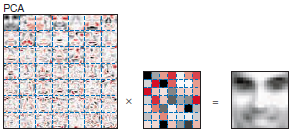 PCA
× =